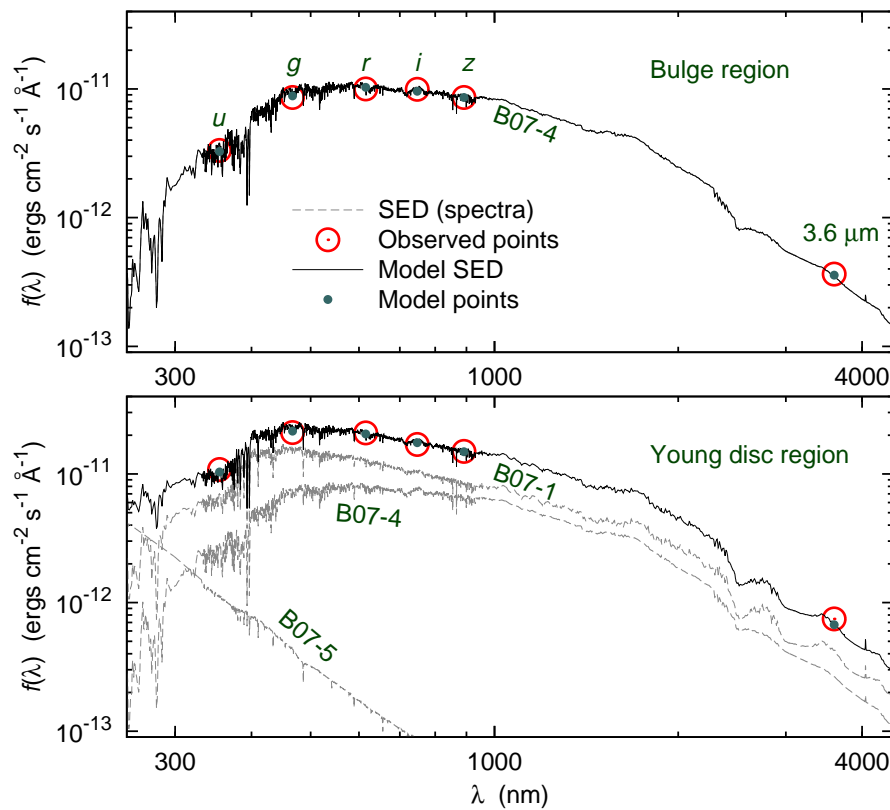 f(λ) (ergs cm⁻² s⁻¹ Å⁻¹)
10⁻¹¹
10⁻¹²
10⁻¹³
u g r i z
Bulge region
B07-4
3.6 μm
SED (spectra)
Observed points
Model SED
Model points
300 1000 4000
f(λ) (ergs cm⁻² s⁻¹ Å⁻¹)
10⁻¹¹
10⁻¹²
10⁻¹³
Young disc region
B07-1
B07-4
B07-5
300 1000 4000
λ (nm)